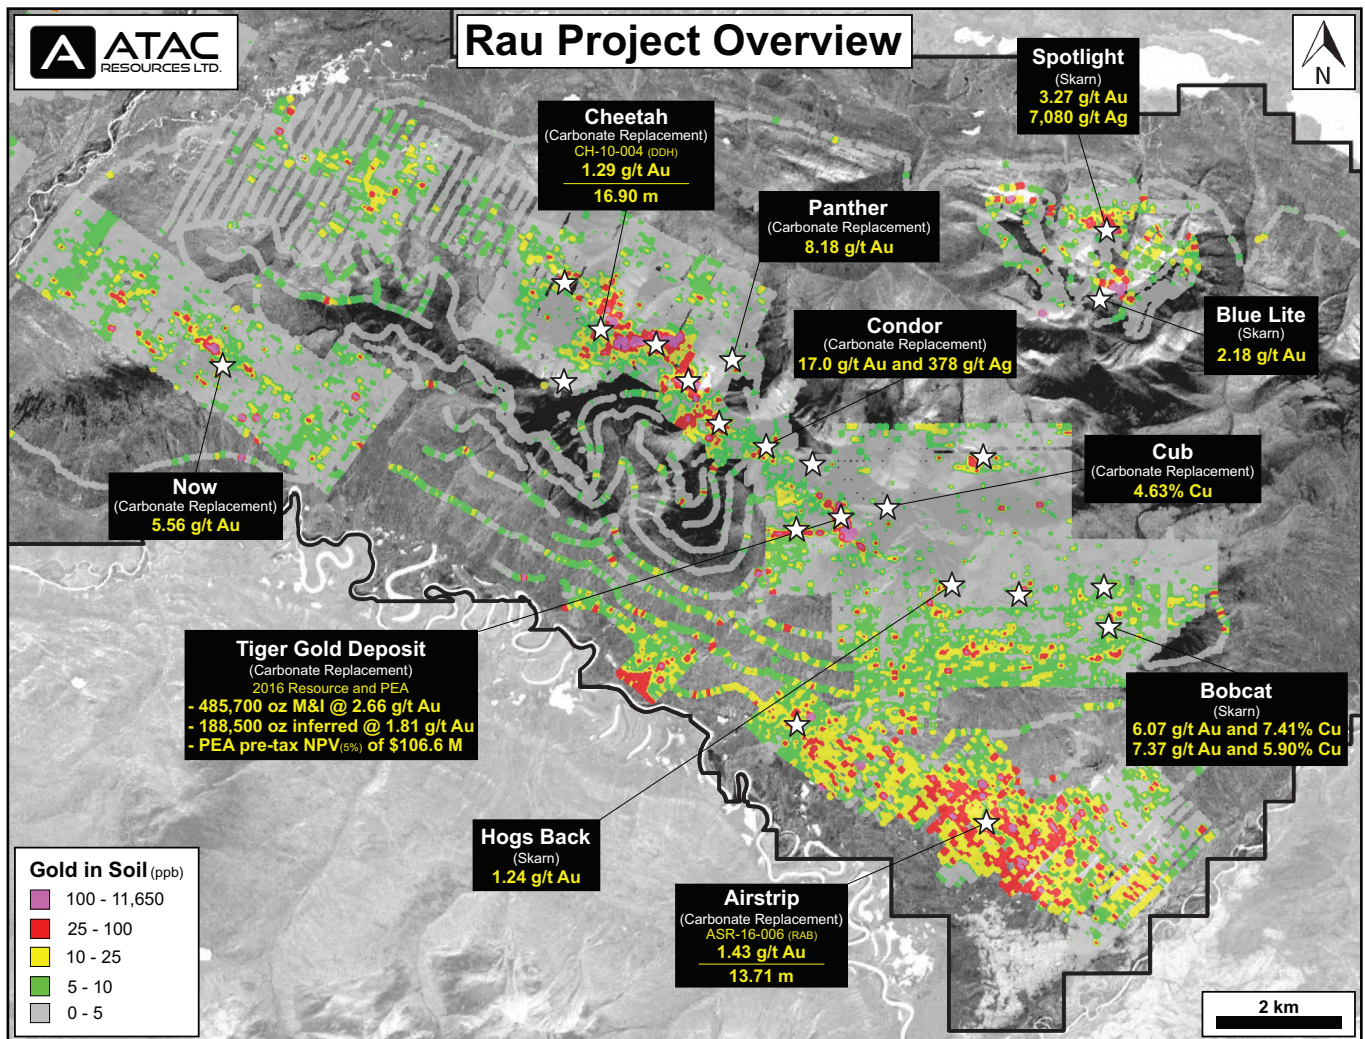 ATAC
RESOURCES LTD.
Rau Project Overview
N
Spotlight
(Skarn)
3.27 g/t Au
7,080 g/t Ag
Cheetah
(Carbonate Replacement)
CH-10-004 (DDH)
1.29 g/t Au
16.90 m
Panther
(Carbonate Replacement)
8.18 g/t Au
Condor
(Carbonate Replacement)
17.0 g/t Au and 378 g/t Ag
Blue Lite
(Skarn)
2.18 g/t Au
Cub
(Carbonate Replacement)
4.63% Cu
Now
(Carbonate Replacement)
5.56 g/t Au
Tiger Gold Deposit
(Carbonate Replacement)
2016 Resource and PEA
- 485,700 oz M&I @ 2.66 g/t Au
- 188,500 oz inferred @ 1.81 g/t Au
- PEA pre-tax NPV(5%) of $106.6 M
Bobcat
(Skarn)
6.07 g/t Au and 7.41% Cu
7.37 g/t Au and 5.90% Cu
Hogs Back
(Skarn)
1.24 g/t Au
Airstrip
(Carbonate Replacement)
ASR-16-006 (RAB)
1.43 g/t Au
13.71 m
Gold in Soil (ppb)
100 - 11,650
25 - 100
10 - 25
5 - 10
0 - 5
2 km